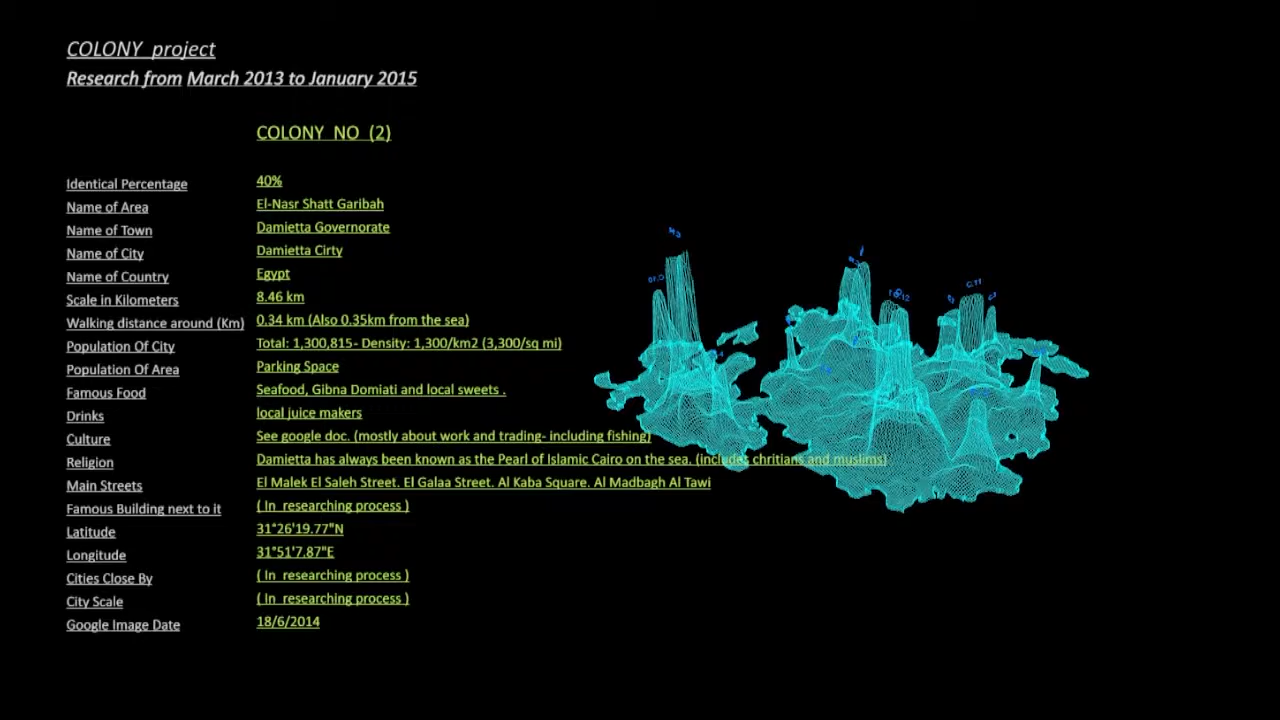 COLONY project
Research from March 2013 to January 2015
COLONY NO (2)
Identical Percentage 40%
Name of Area El-Nasr Shatt Garibah
Name of Town Damietta Governorate
Name of City Damietta Cirty
Name of Country Egypt
Scale in Kilometers 8.46 km
Walking distance around (Km) 0.34 km (Also 0.35km from the sea)
Population Of City Total: 1,300,815- Density: 1,300/km2 (3,300/sq mi)
Population Of Area Parking Space
Famous Food Seafood, Gibna Domiati and local sweets .
Drinks local juice makers
Culture See google doc. (mostly about work and trading- including fishing)
Religion Damietta has always been known as the Pearl of Islamic Cairo on the sea. (includes chritians and muslims)
Main Streets El Malek El Saleh Street. El Galaa Street. Al Kaba Square. Al Madbagh Al Tawi
Famous Building next to it ( In researching process )
Latitude 31°26'19.77"N
Longitude 31°51'7.87"E
Cities Close By ( In researching process )
City Scale ( In researching process )
Google Image Date 18/6/2014